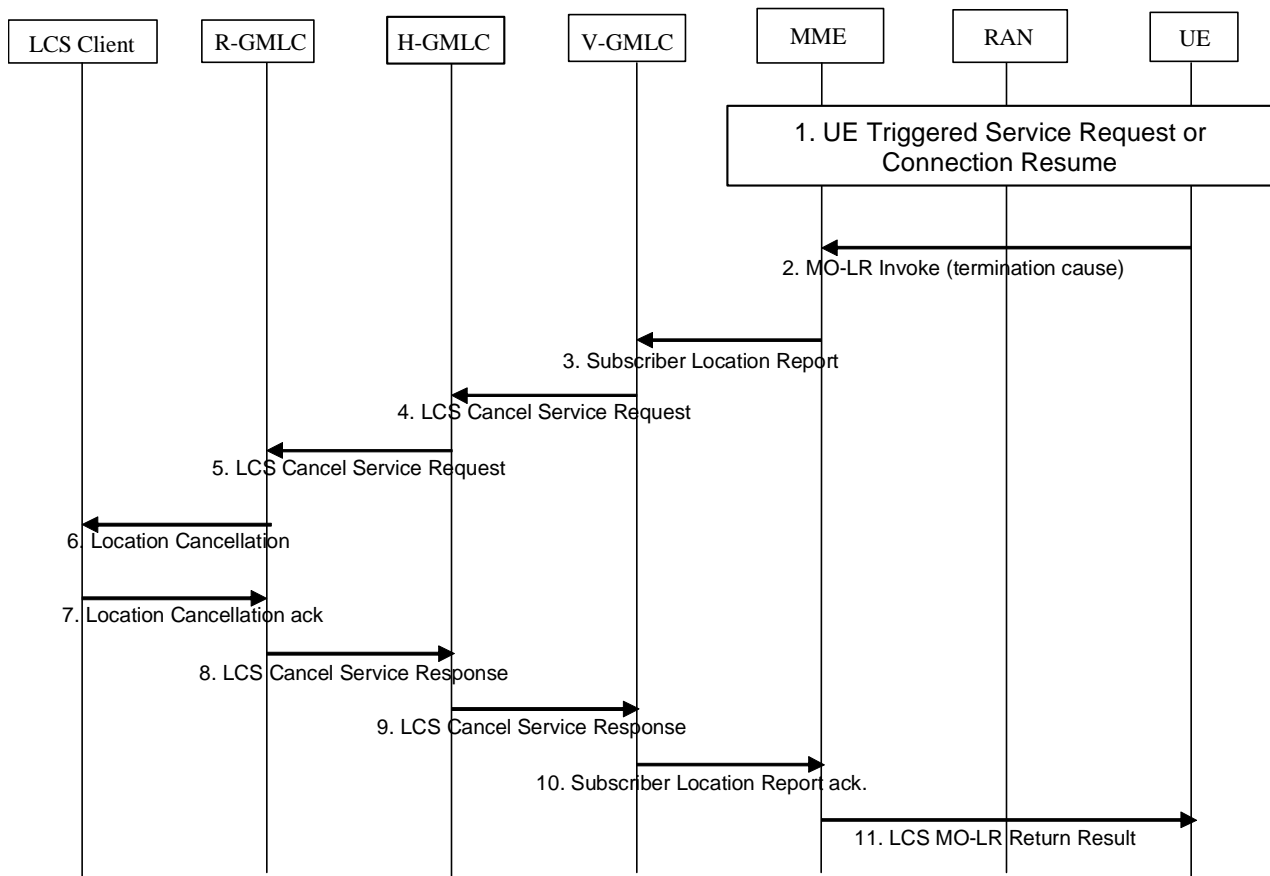 LCS Client
R-GMLC
H-GMLC
V-GMLC
MME
RAN
UE
1. UE Triggered Service Request or
Connection Resume
2. MO-LR Invoke (termination cause)
3. Subscriber Location Report
4. LCS Cancel Service Request
5. LCS Cancel Service Request
6. Location Cancellation
7. Location Cancellation ack
8. LCS Cancel Service Response
9. LCS Cancel Service Response
10. Subscriber Location Report ack.
11. LCS MO-LR Return Result